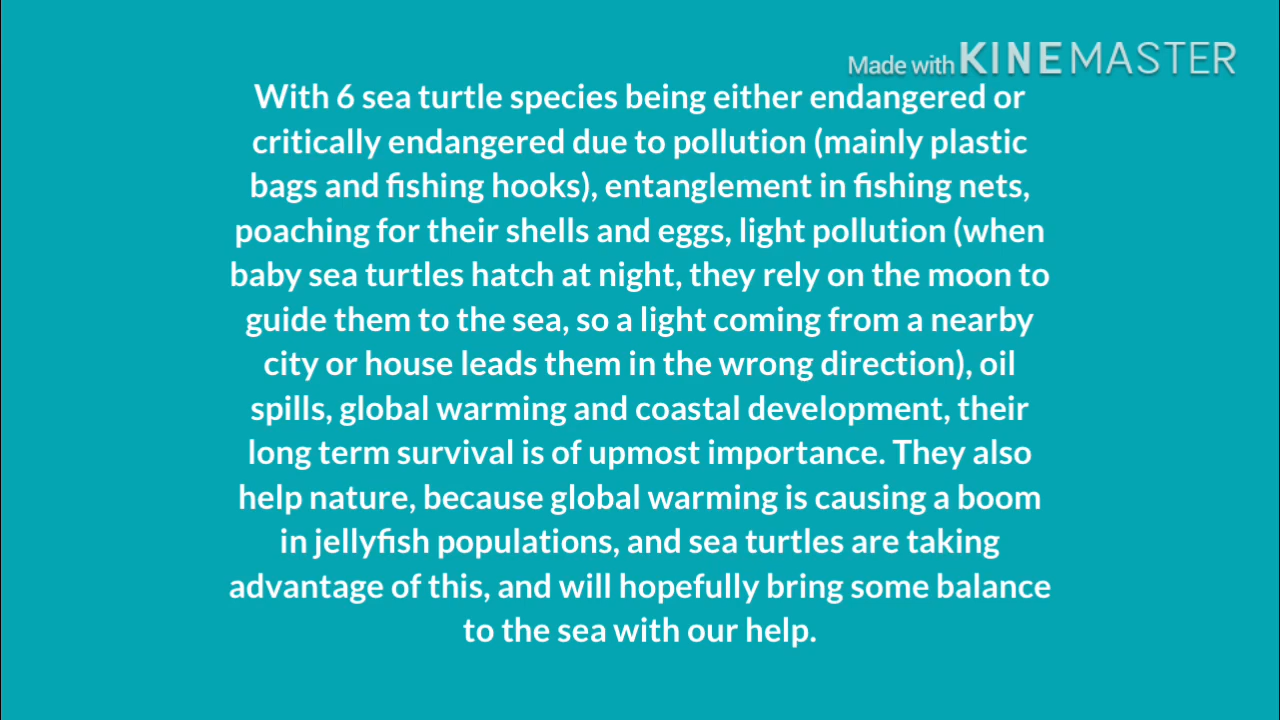 Made with KINEMASTER
With 6 sea turtle species being either endangered or
critically endangered due to pollution (mainly plastic
bags and fishing hooks), entanglement in fishing nets,
poaching for their shells and eggs, light pollution (when
baby sea turtles hatch at night, they rely on the moon to
guide them to the sea, so a light coming from a nearby
city or house leads them in the wrong direction), oil
spills, global warming and coastal development, their
long term survival is of upmost importance. They also
help nature, because global warming is causing a boom
in jellyfish populations, and sea turtles are taking
advantage of this, and will hopefully bring some balance
to the sea with our help.